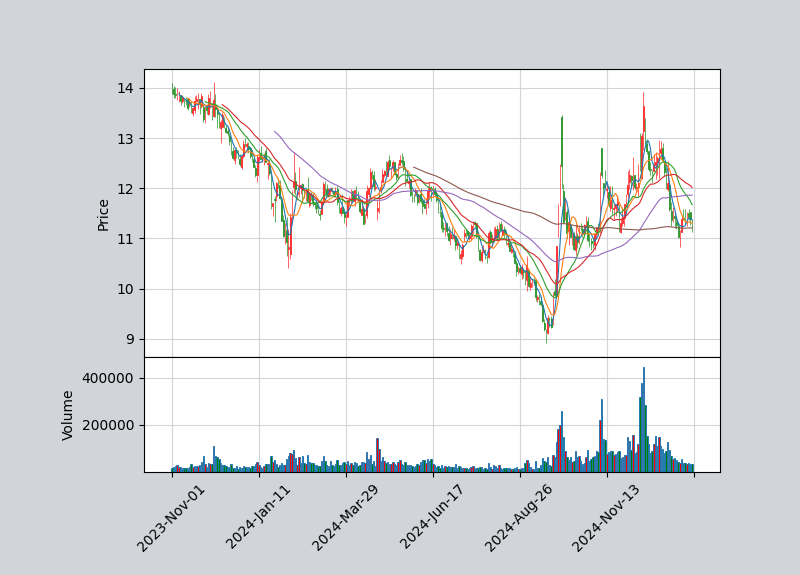 14
13
12
11
10
9
Price
400000
200000
Volume
2023-Nov-01
2024-Jan-11
2024-Mar-29
2024-Jun-17
2024-Aug-26
2024-Nov-13